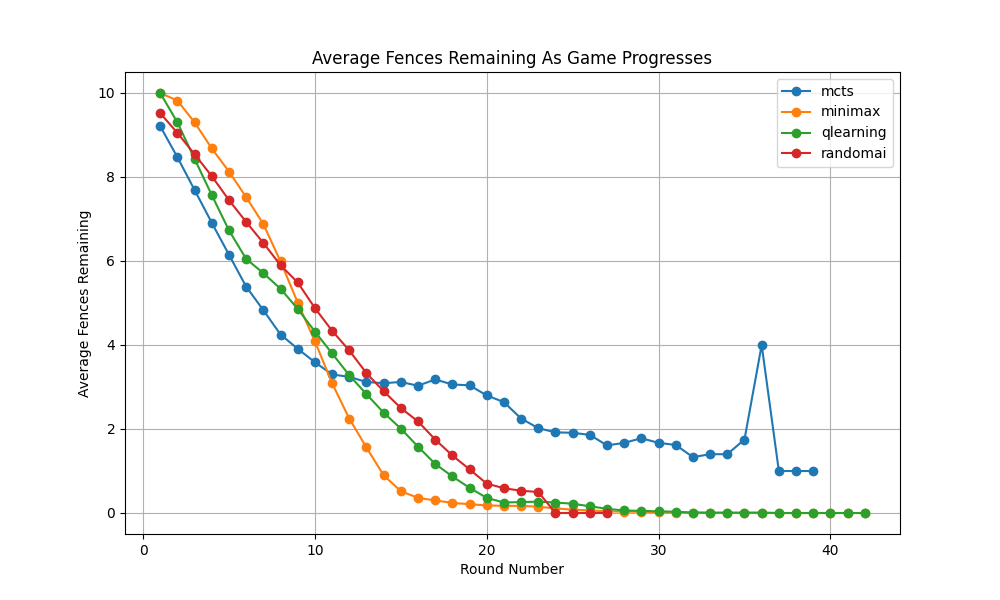 Average Fences Remaining As Game Progresses
mcts
minimax
qlearning
randomai
Average Fences Remaining
10
8
6
4
2
0
0 10 20 30 40
Round Number